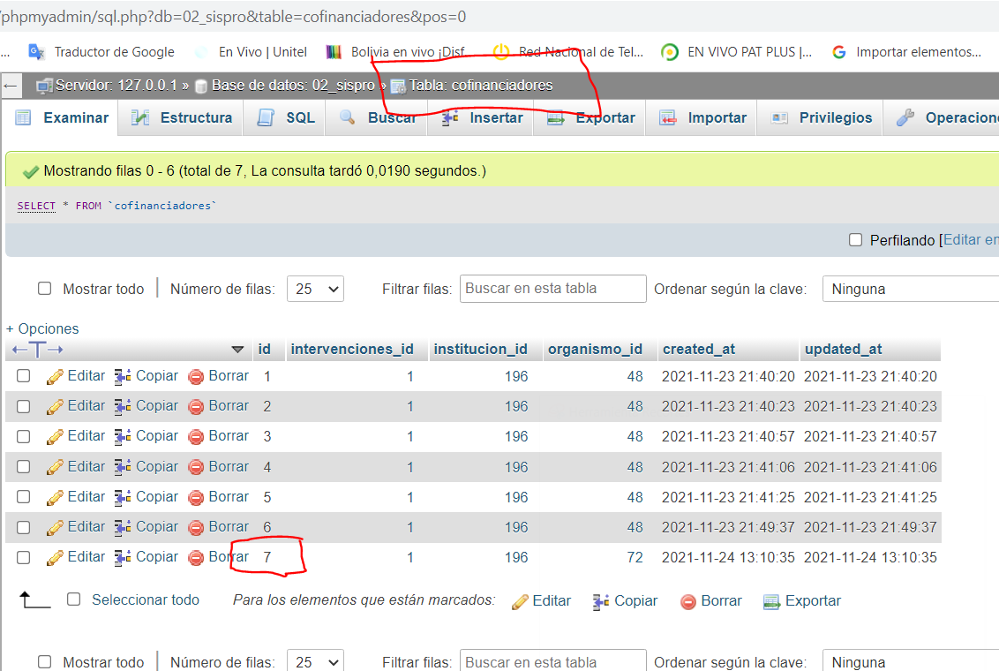 /phpmyadmin/sql.php?db=02_sispro&table=cofinanciadores&pos=0
... Traductor de Google En Vivo | Unitel Bolivia en vivo ¡Disf... Red Nacional de Tel... EN VIVO PAT PLUS |... Importar elementos...
← Servidor: 127.0.0.1 » Base de datos: 02_sispro » Tabla: cofinanciadores
Examinar Estructura SQL Buscar Insertar Exportar Importar Privilegios Operacion
Mostrando filas 0 - 6 (total de 7, La consulta tardó 0,0190 segundos.)
SELECT * FROM `cofinanciadores`
Perfilando [Editar en
Mostrar todo | Número de filas: 25 Filtrar filas: Buscar en esta tabla Ordenar según la clave: Ninguna
+ Opciones
←T→ id intervenciones_id institucion_id organismo_id created_at updated_at
Editar Copiar Borrar 1 1 196 48 2021-11-23 21:40:20 2021-11-23 21:40:20
Editar Copiar Borrar 2 1 196 48 2021-11-23 21:40:23 2021-11-23 21:40:23
Editar Copiar Borrar 3 1 196 48 2021-11-23 21:40:57 2021-11-23 21:40:57
Editar Copiar Borrar 4 1 196 48 2021-11-23 21:41:06 2021-11-23 21:41:06
Editar Copiar Borrar 5 1 196 48 2021-11-23 21:41:25 2021-11-23 21:41:25
Editar Copiar Borrar 6 1 196 48 2021-11-23 21:49:37 2021-11-23 21:49:37
Editar Copiar Borrar 7 1 196 72 2021-11-24 13:10:35 2021-11-24 13:10:35
Seleccionar todo Para los elementos que están marcados: Editar Copiar Borrar Exportar
Mostrar todo | Número de filas: 25 Filtrar filas: Buscar en esta tabla Ordenar según la clave: Ninguna